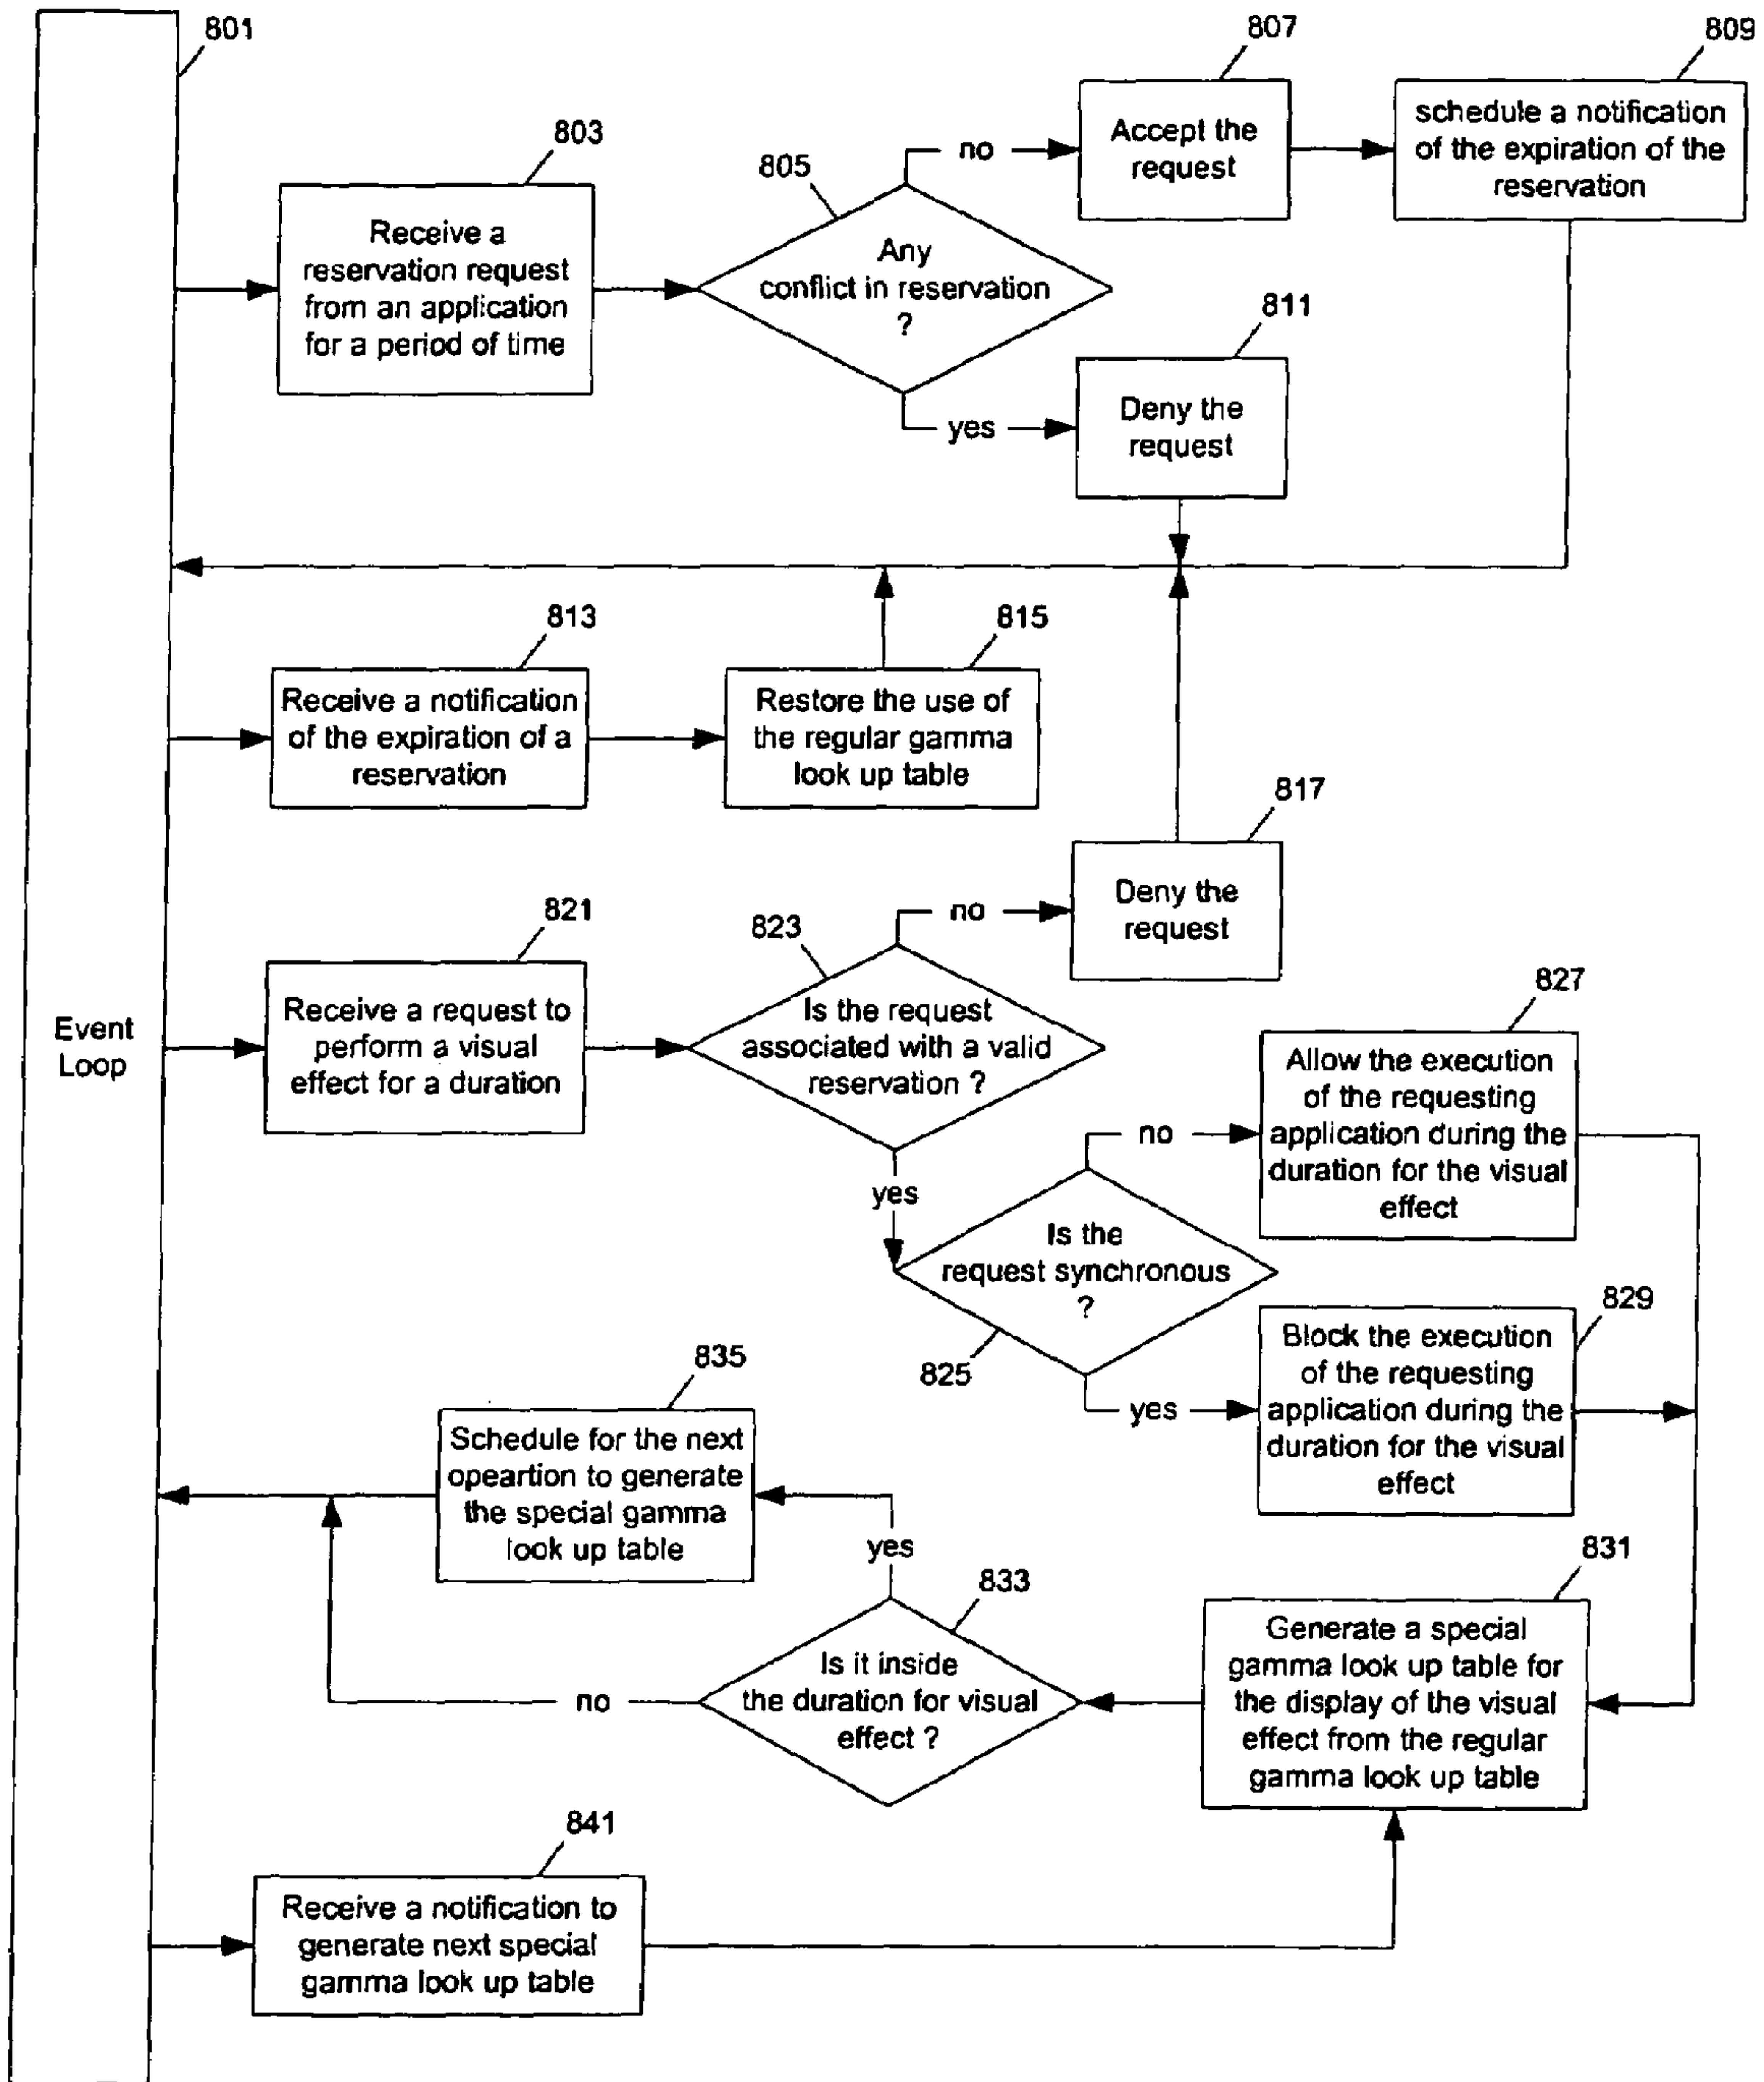 801
807
809
803
Accept the
request
schedule a notification
of the expiration of the
reservation
no
805
Receive a
reservation request
from an application
for a period of time
Any
conflict in reservation
?
811
Deny the
request
yes
813
815
Receive a notification
of the expiration of a
reservation
Restore the use of
the regular gamma
look up table
817
Deny the
request
no
821
823
827
Event
Loop
Receive a request to
perform a visual
effect for a duration
Is the request
associated with a valid
reservation ?
Allow the execution
of the requesting
application during the
duration for the visual
effect
no
yes
Is the
request synchronous
?
829
825
Block the execution
of the requesting
application during the
duration for the visual
effect
yes
835
Schedule for the next
opeartion to generate
the special gamma
look up table
yes
831
833
Generate a special
gamma look up table for
the display of the visual
effect from the regular
gamma look up table
Is it inside
the duration for visual
effect ?
no
841
Receive a notification to
generate next special
gamma look up table